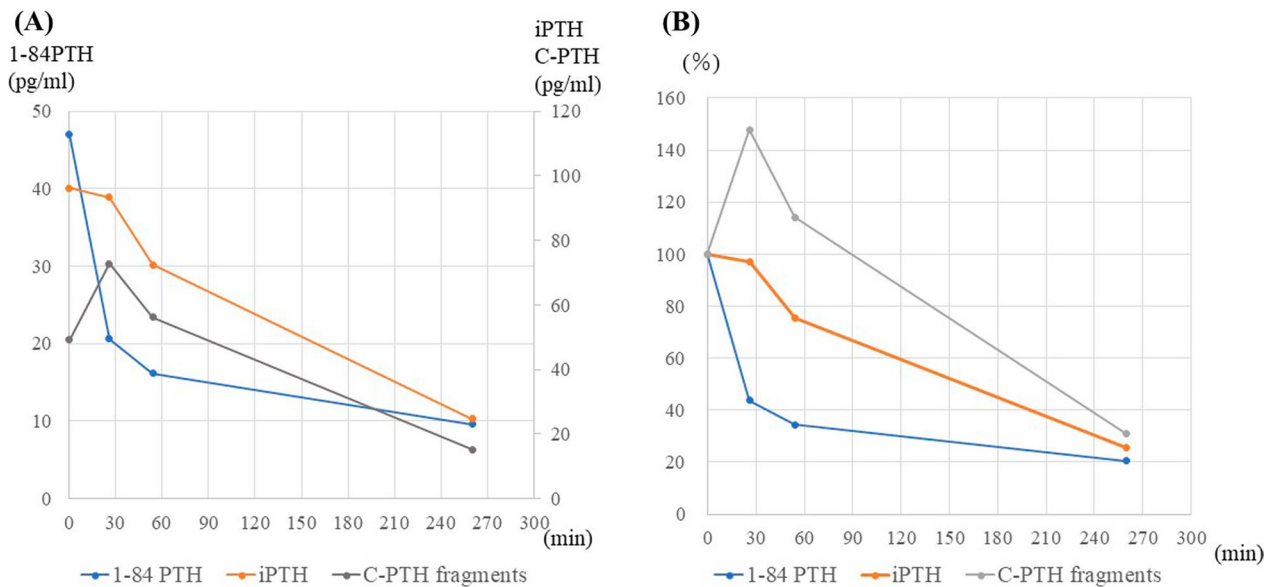 (A)
1-84PTH
(pg/ml)
iPTH
C-PTH
(pg/ml)
50
40
30
20
10
0
120
100
80
60
40
20
0
0 30 60 90 120 150 180 210 240 270 300
(min)
1-84 PTH iPTH C-PTH fragments
(B)
(%)
160
140
120
100
80
60
40
20
0
0 30 60 90 120 150 180 210 240 270 300
(min)
1-84 PTH iPTH C-PTH fragments